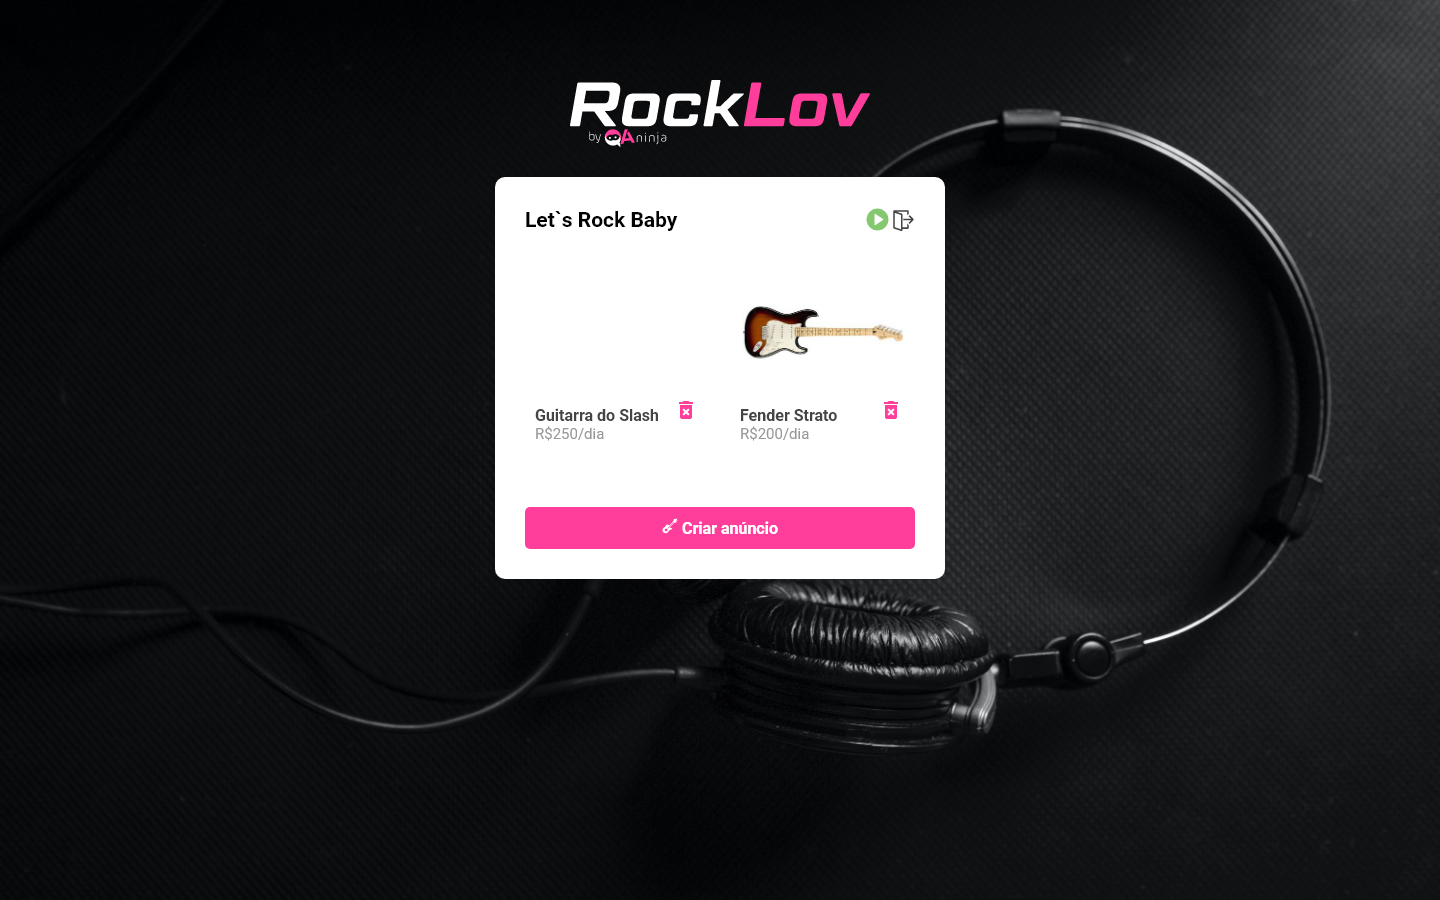 RockLov
by QAninja
Let`s Rock Baby
Guitarra do Slash
R$250/dia
Fender Strato
R$200/dia
Criar anúncio